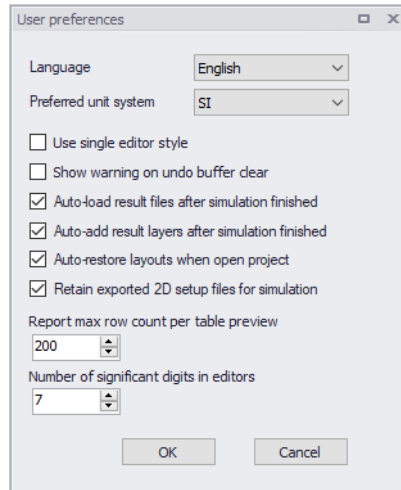 User preferences
Language English
Preferred unit system SI
Use single editor style
Show warning on undo buffer clear
Auto-load result files after simulation finished
Auto-add result layers after simulation finished
Auto-restore layouts when open project
Retain exported 2D setup files for simulation
Report max row count per table preview
200
Number of significant digits in editors
7
OK Cancel